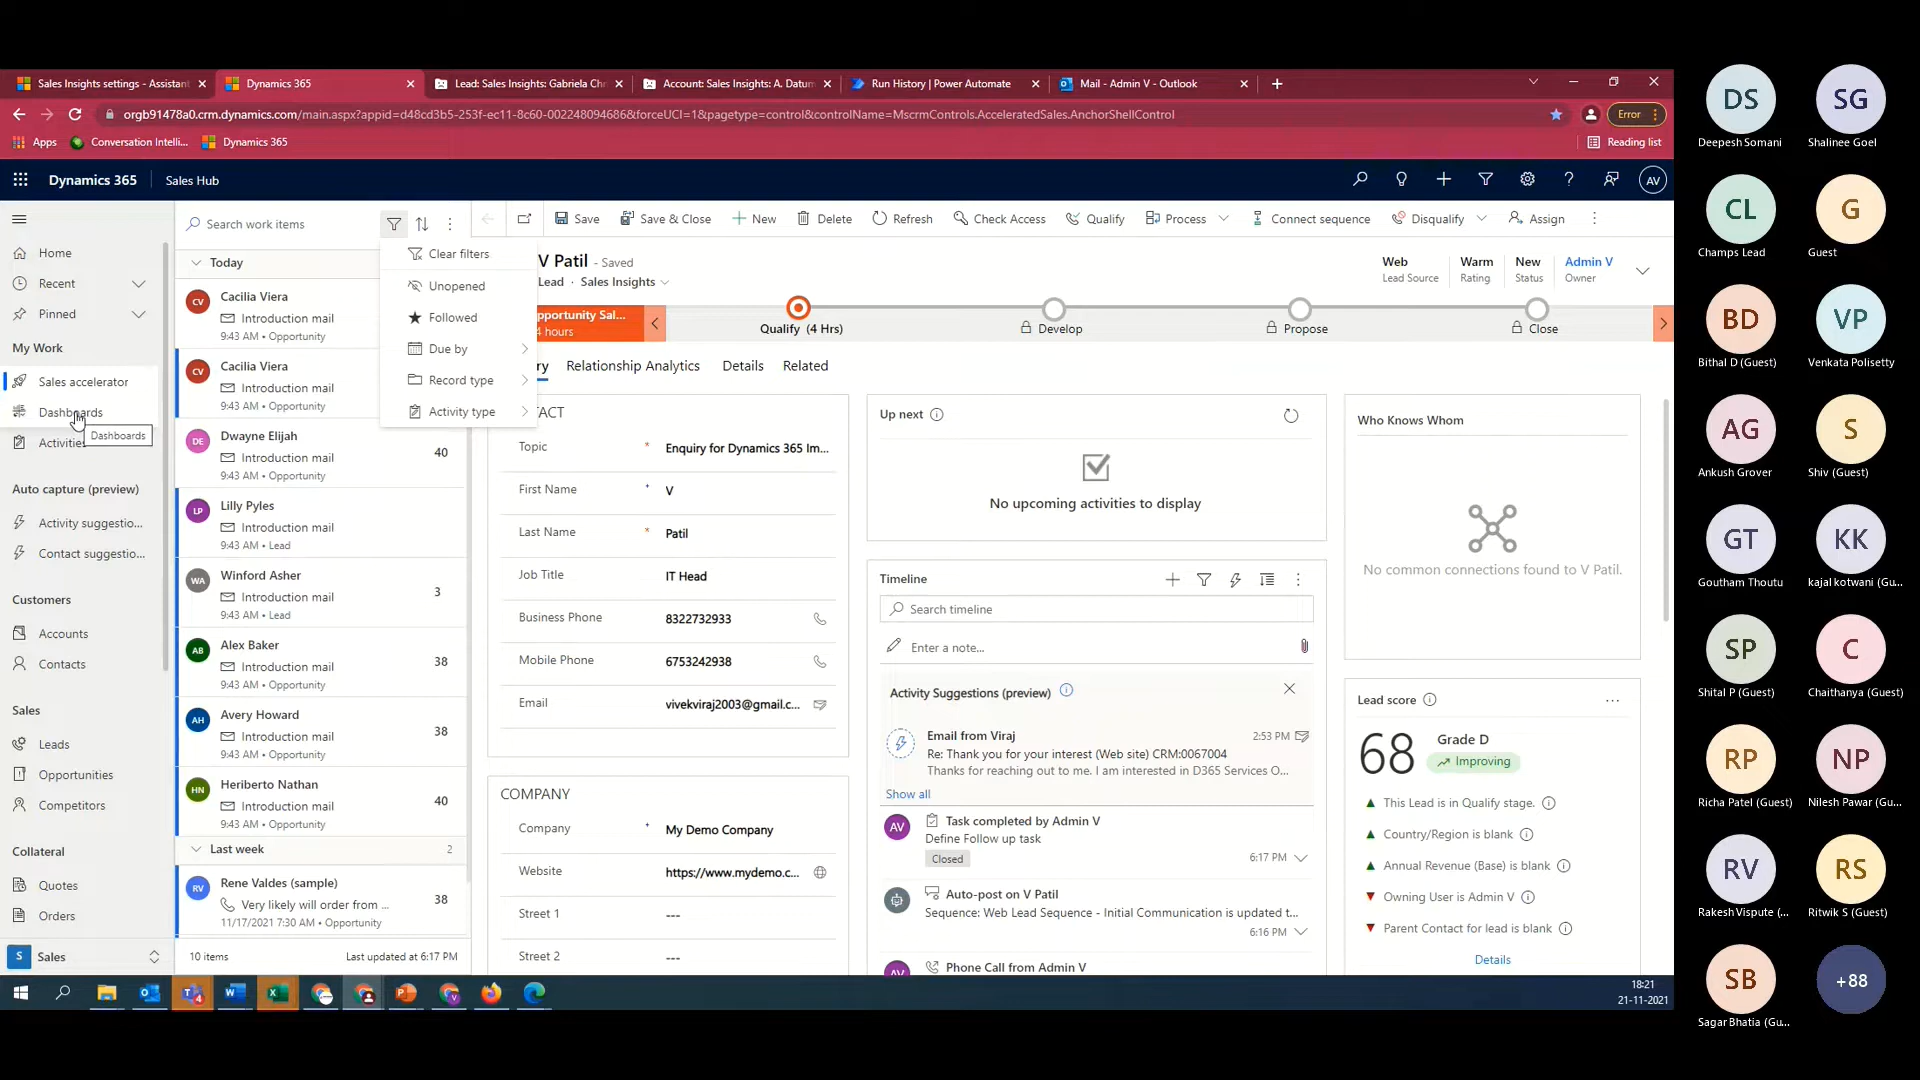 Sales Insights settings - Assistant
Dynamics 365
Lead: Sales Insights: Gabriela Chr
Account: Sales Insights: A. Datum
Run History | Power Automate
Mail - Admin V - Outlook
orgb91478a0.crm.dynamics.com/main.aspx?appid=d48cd3b5-253f-ec11-8c60-002248094686&forceUCI=1&pagetype=control&controlName=MscrmControls.AcceleratedSales.AnchorShellControl
Error
Apps
Conversation Intelli...
Dynamics 365
Reading list
Dynamics 365
Sales Hub
AV
Home
Recent
Pinned
My Work
Sales accelerator
Dashboards
Dashboards
Activitie
Auto capture (preview)
Activity suggestio...
Contact suggestio...
Customers
Accounts
Contacts
Sales
Leads
Opportunities
Competitors
Collateral
Quotes
Orders
S
Sales
Search work items
Today
CV
Cacilia Viera
Introduction mail
9:43 AM • Opportunity
CV
Cacilia Viera
Introduction mail
9:43 AM • Opportunity
DE
Dwayne Elijah
Introduction mail
40
9:43 AM • Opportunity
LP
Lilly Pyles
Introduction mail
9:43 AM • Lead
WA
Winford Asher
Introduction mail
3
9:43 AM • Lead
AB
Alex Baker
Introduction mail
38
9:43 AM • Opportunity
AH
Avery Howard
Introduction mail
38
9:43 AM • Opportunity
HN
Heriberto Nathan
Introduction mail
40
9:43 AM • Opportunity
Last week
2
RV
Rene Valdes (sample)
Very likely will order from ...
38
11/17/2021 7:30 AM • Opportunity
10 items
Last updated at 6:17 PM
Clear filters
Unopened
Followed
Due by
Record type
Activity type
Save
Save & Close
New
Delete
Refresh
Check Access
Qualify
Process
Connect sequence
Disqualify
Assign
V Patil - Saved
Lead • Sales Insights
Web
Lead Source
Warm
Rating
New
Status
Admin V
Owner
pportunity Sal...
4 hours
Qualify (4 Hrs)
Develop
Propose
Close
ry
Relationship Analytics
Details
Related
TACT
Topic * Enquiry for Dynamics 365 Im...
First Name + V
Last Name * Patil
Job Title IT Head
Business Phone 8322732933
Mobile Phone 6753242938
Email vivekviraj2003@gmail.c...
COMPANY
Company + My Demo Company
Website https://www.mydemo.c...
Street 1 ---
Street 2 ---
Up next
No upcoming activities to display
Timeline
Search timeline
Enter a note...
Activity Suggestions (preview)
Email from Viraj
2:53 PM
Re: Thank you for your interest (Web site) CRM:0067004
Thanks for reaching out to me. I am interested in D365 Services O...
Show all
AV
Task completed by Admin V
Define Follow up task
Closed
6:17 PM
Auto-post on V Patil
Sequence: Web Lead Sequence - Initial Communication is updated t...
6:16 PM
AV
Phone Call from Admin V
Who Knows Whom
No common connections found to V Patil.
Lead score
68
Grade D
Improving
This Lead is in Qualify stage.
Country/Region is blank
Annual Revenue (Base) is blank
Owning User is Admin V
Parent Contact for lead is blank
Details
18:21
21-11-2021
DS
Deepesh Somani
SG
Shalinee Goel
CL
Champs Lead
G
Guest
BD
Bithal D (Guest)
VP
Venkata Polisetty
AG
Ankush Grover
S
Shiv (Guest)
GT
Goutham Thoutu
KK
kajal kotwani (Gu...
SP
Shital P (Guest)
C
Chaithanya (Guest)
RP
Richa Patel (Guest)
NP
Nilesh Pawar (Gu...
RV
Rakesh Vispute (...
RS
Ritwik S (Guest)
SB
Sagar Bhatia (Gu...
+88